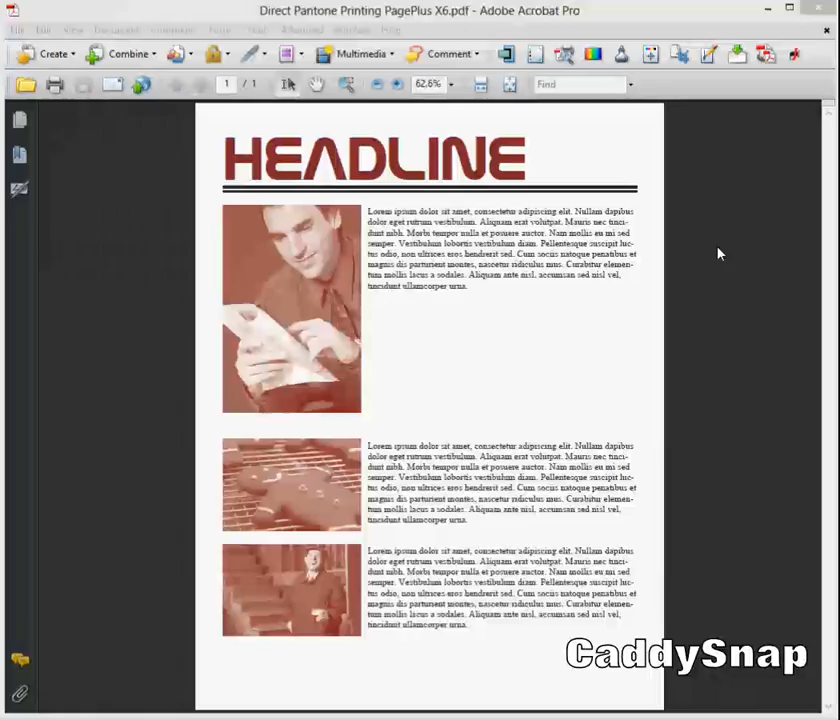 Direct Pantone Printing PagePlus X6.pdf - Adobe Acrobat Pro
Create
Combine
Multimedia
Comment
1 / 1
62.6%
Find
HEADLINE
Lorem ipsum dolor sit amet, consectetur adipiscing elit. Nullam dapibus
dolor eget rutrum vestibulum. Aliquam erat volutpat. Mauris nec tinci-
dunt nibh. Morbi tempor nulla et posuere auctor. Nam mollis eu mi sed
semper. Vestibulum lobortis vestibulum diam. Pellentesque suscipit luc-
tus odio, non ultrices eros hendrerit sed. Cum sociis natoque penatibus et
magnis dis parturient montes, nascetur ridiculus mus. Curabitur elemen-
tum mollis lacus a sodales. Aliquam ante nisl, accumsan sed nisl vel,
tincidunt ullamcorper urna.
Lorem ipsum dolor sit amet, consectetur adipiscing elit. Nullam dapibus
dolor eget rutrum vestibulum. Aliquam erat volutpat. Mauris nec tinci-
dunt nibh. Morbi tempor nulla et posuere auctor. Nam mollis eu mi sed
semper. Vestibulum lobortis vestibulum diam. Pellentesque suscipit luc-
tus odio, non ultrices eros hendrerit sed. Cum sociis natoque penatibus et
magnis dis parturient montes, nascetur ridiculus mus. Curabitur elemen-
tum mollis lacus a sodales. Aliquam ante nisl, accumsan sed nisl vel,
tincidunt ullamcorper urna.
Lorem ipsum dolor sit amet, consectetur adipiscing elit. Nullam dapibus
dolor eget rutrum vestibulum. Aliquam erat volutpat. Mauris nec tinci-
dunt nibh. Morbi tempor nulla et posuere auctor. Nam mollis eu mi sed
semper. Vestibulum lobortis vestibulum diam. Pellentesque suscipit luc-
tus odio, non ultrices eros hendrerit sed. Cum sociis natoque penatibus et
magnis dis parturient montes, nascetur ridiculus mus. Curabitur elemen-
tum mollis lacus a sodales. Aliquam ante nisl, accumsan sed nisl vel,
tincidunt ullamcorper urna.
CaddySnap